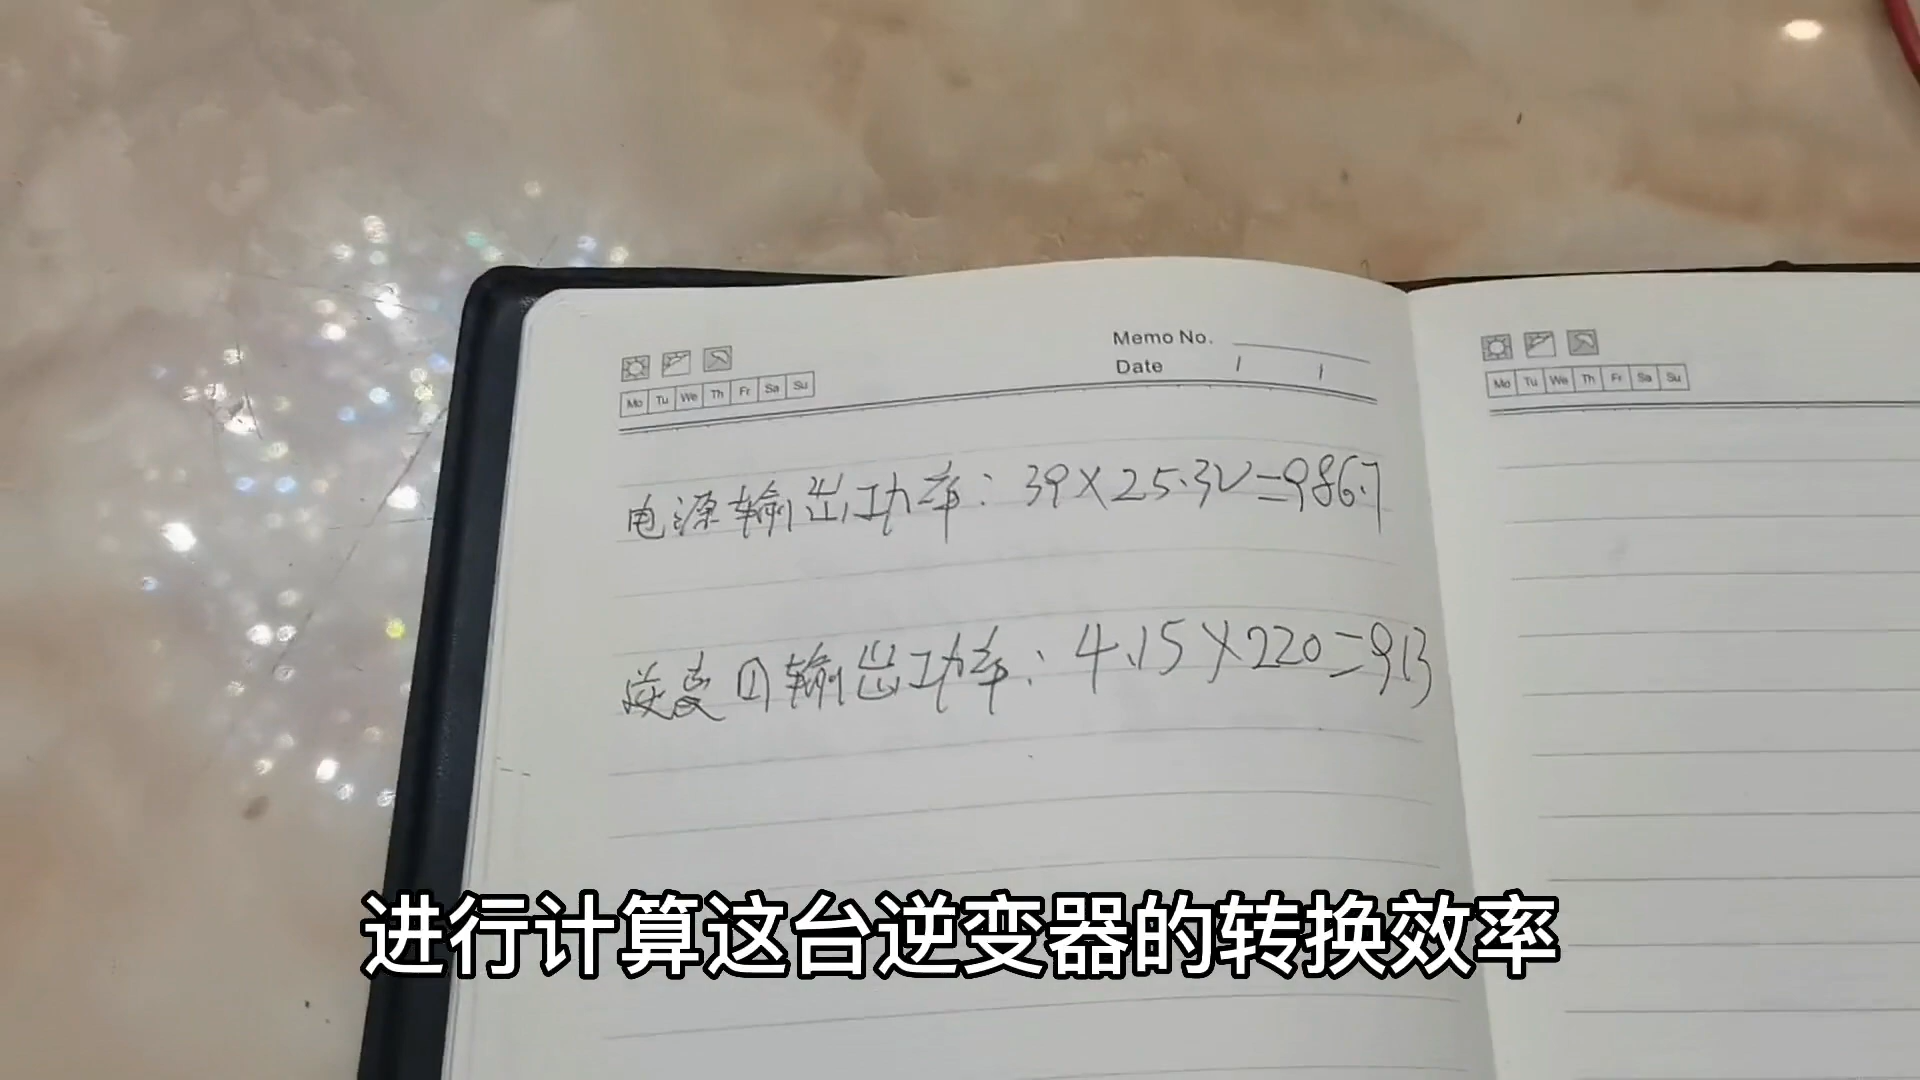 Memo No.
Date / /
Mo Tu We Th Fr Sa Su
电源输出功率：39×25.3V=986.7
逆变口输出功率：4.15×220=913
Mo Tu We Th Fr Sa Su
进行计算这台逆变器的转换效率